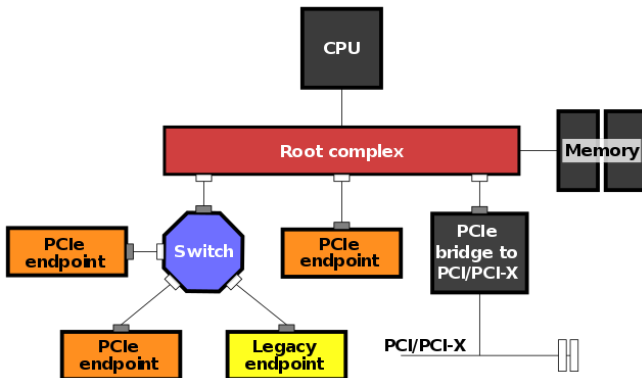 CPU
Root complex
Memory
PCIe
endpoint
Switch
PCIe
endpoint
PCIe
bridge to
PCI/PCI-X
PCIe
endpoint
Legacy
endpoint
PCI/PCI-X